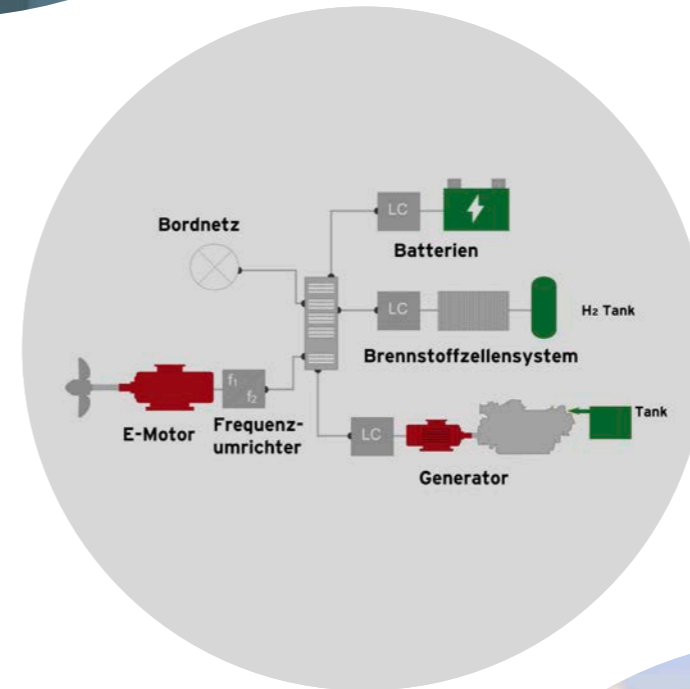 LC
Bordnetz
Batterien
LC
H₂ Tank
Brennstoffzellensystem
f₁
f₂
E-Motor
Frequenz-
umrichter
LC
Tank
Generator